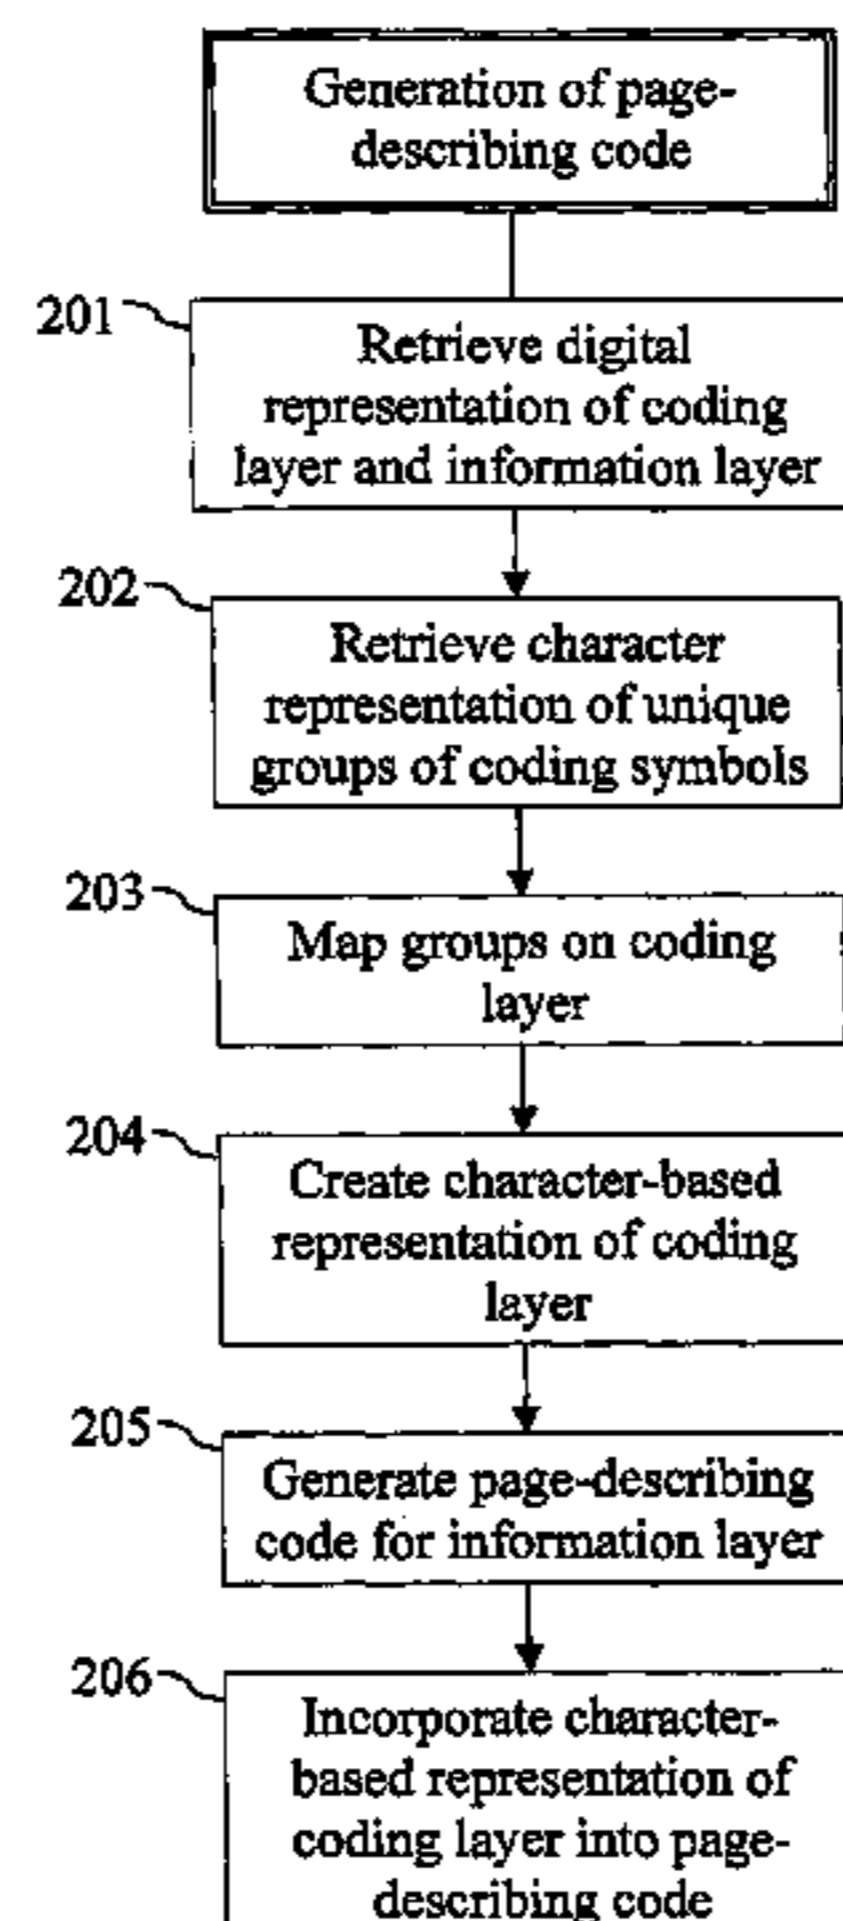 Generation of page-
describing code
201
Retrieve digital
representation of coding
layer and information layer
202
Retrieve character
representation of unique
groups of coding symbols
203
Map groups on coding
layer
204
Create character-based
representation of coding
layer
205
Generate page-describing
code for information layer
206
Incorporate character-
based representation of
coding layer into page-
describing code